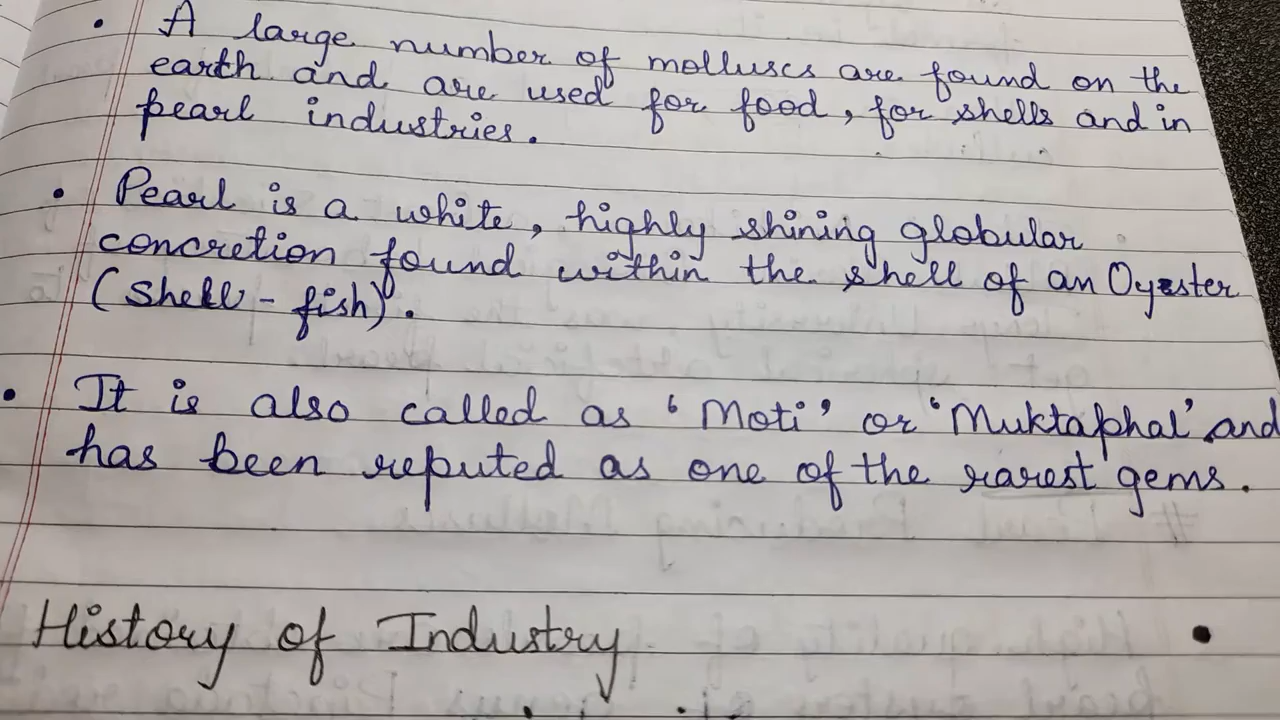 • A large number of molluscs are found on the
earth and are used for food, for shells and in
pearl industries.
• Pearl is a white, highly shining globular
concretion found within the shell of an Oyester
(Shell-fish).
• It is also called as 'Moti' or 'Muktaphal' and
has been reputed as one of the rarest gems.
History of Industry